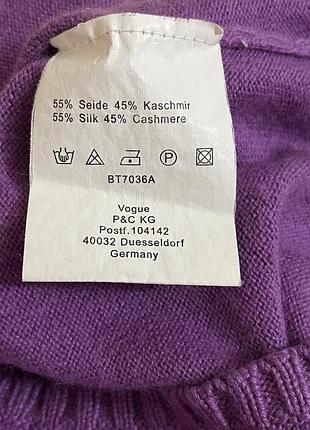 55% Seide 45% Kaschmir
55% Silk 45% Cashmere
P
BT7036A
Vogue
P&C KG
Postf.104142
40032 Duesseldorf
Germany